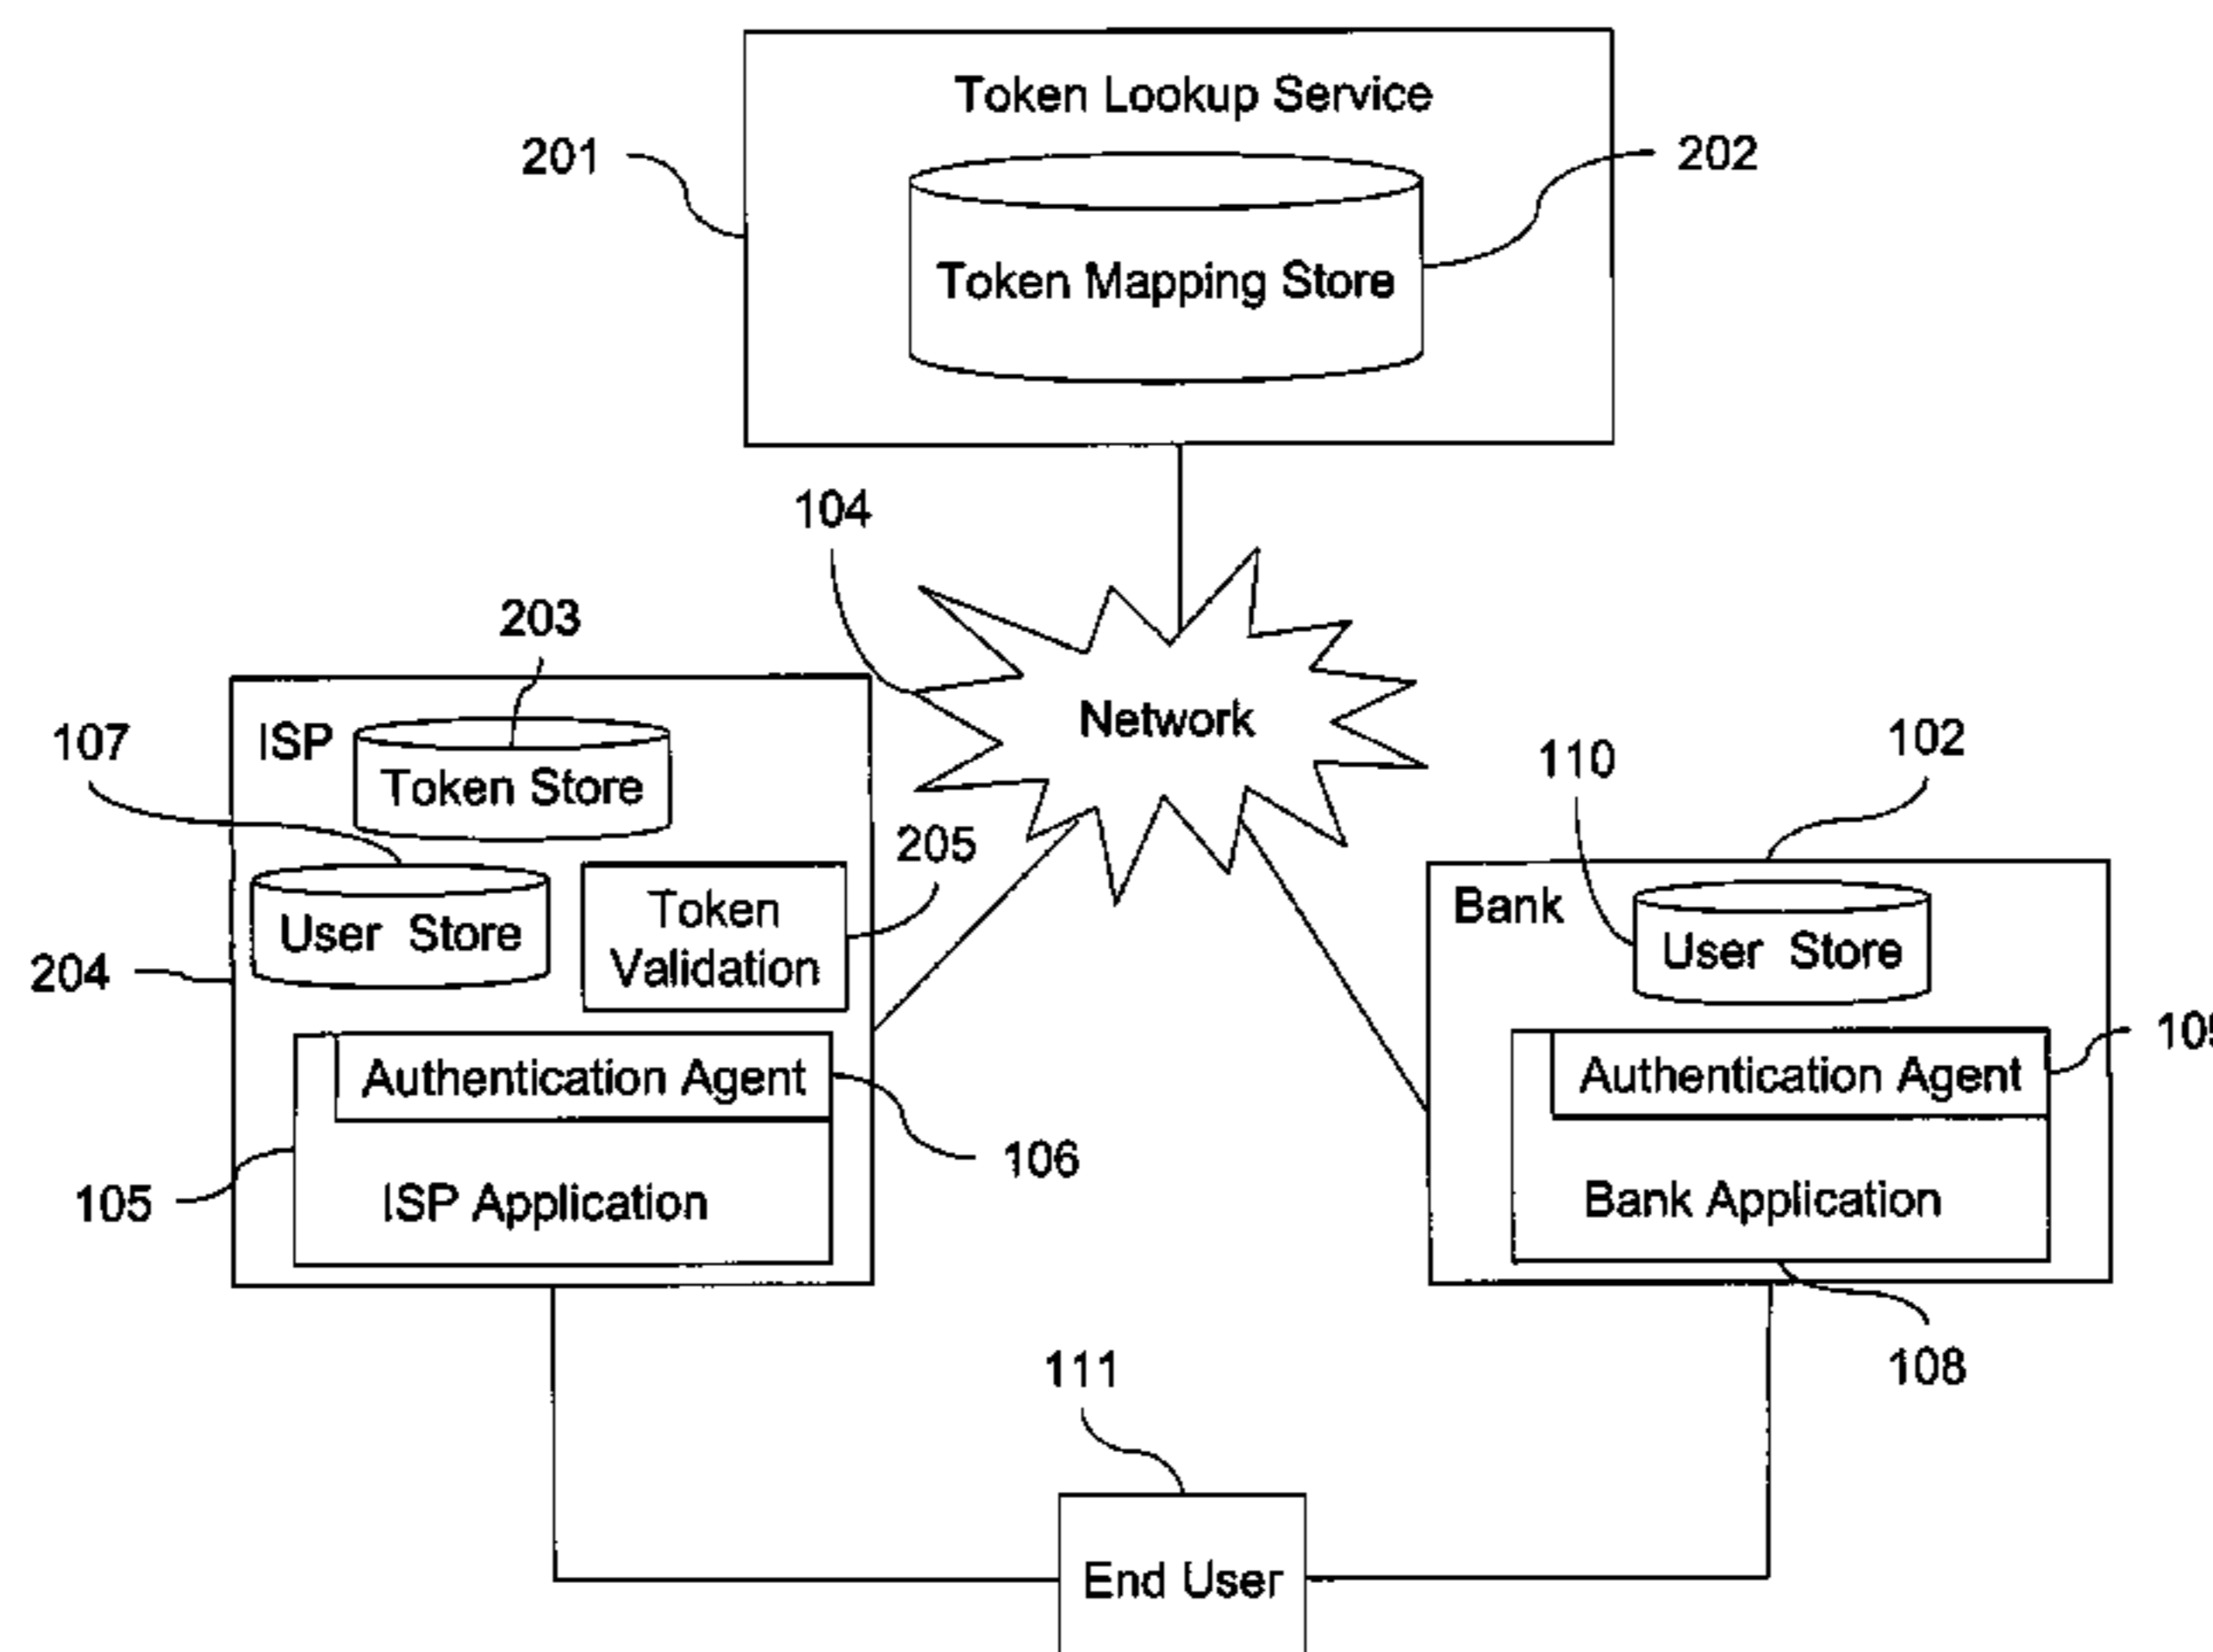 Token Lookup Service
201
202
Token Mapping Store
104
203
Network
ISP
107
Token Store
102
110
205
Bank
Token
Validation
User Store
User Store
204
Authentication Agent
Authentication Agent
106
105
ISP Application
Bank Application
111
108
End User